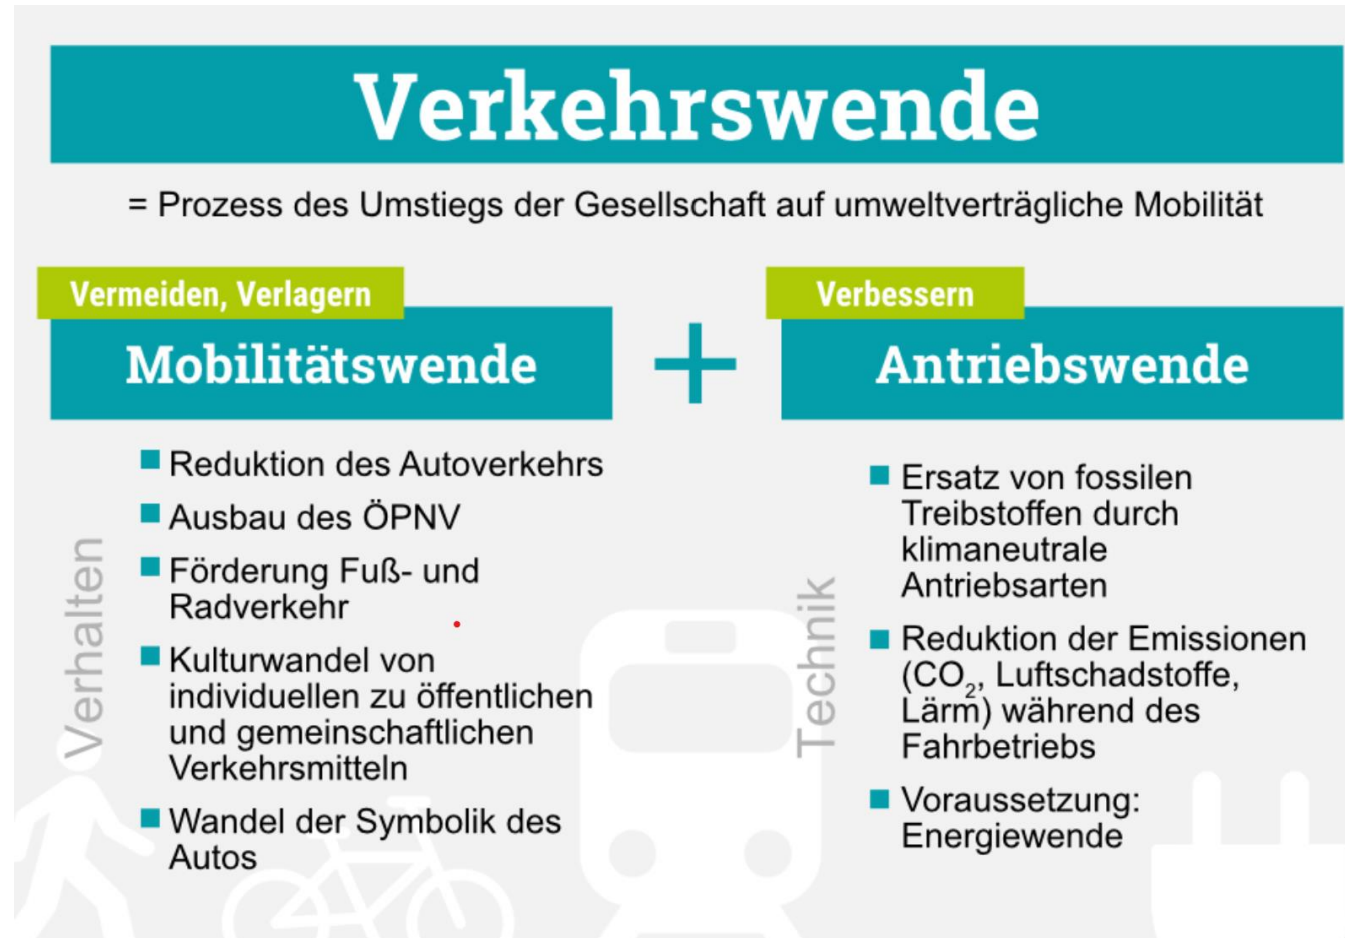 Verkehrswende
= Prozess des Umstiegs der Gesellschaft auf umweltverträgliche Mobilität
Vermeiden, Verlagern
Mobilitätswende
Verhalten
Reduktion des Autoverkehrs
Ausbau des ÖPNV
Förderung Fuß- und
Radverkehr
Kulturwandel von
individuellen zu öffentlichen
und gemeinschaftlichen
Verkehrsmitteln
Wandel der Symbolik des
Autos
+
Verbessern
Antriebswende
Technik
Ersatz von fossilen
Treibstoffen durch
klimaneutrale
Antriebsarten
Reduktion der Emissionen
(CO₂, Luftschadstoffe,
Lärm) während des
Fahrbetriebs
Voraussetzung:
Energiewende